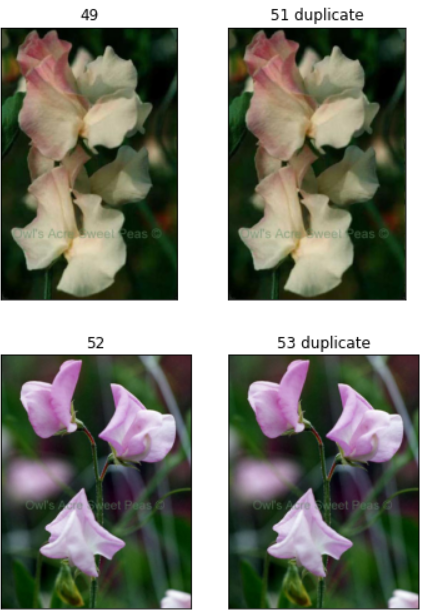 49
51 duplicate
Owl's Acre Sweet Peas ©
Owl's Acre Sweet Peas ©
52
53 duplicate
Owl's Acre Sweet Peas ©
Owl's Acre Sweet Peas ©